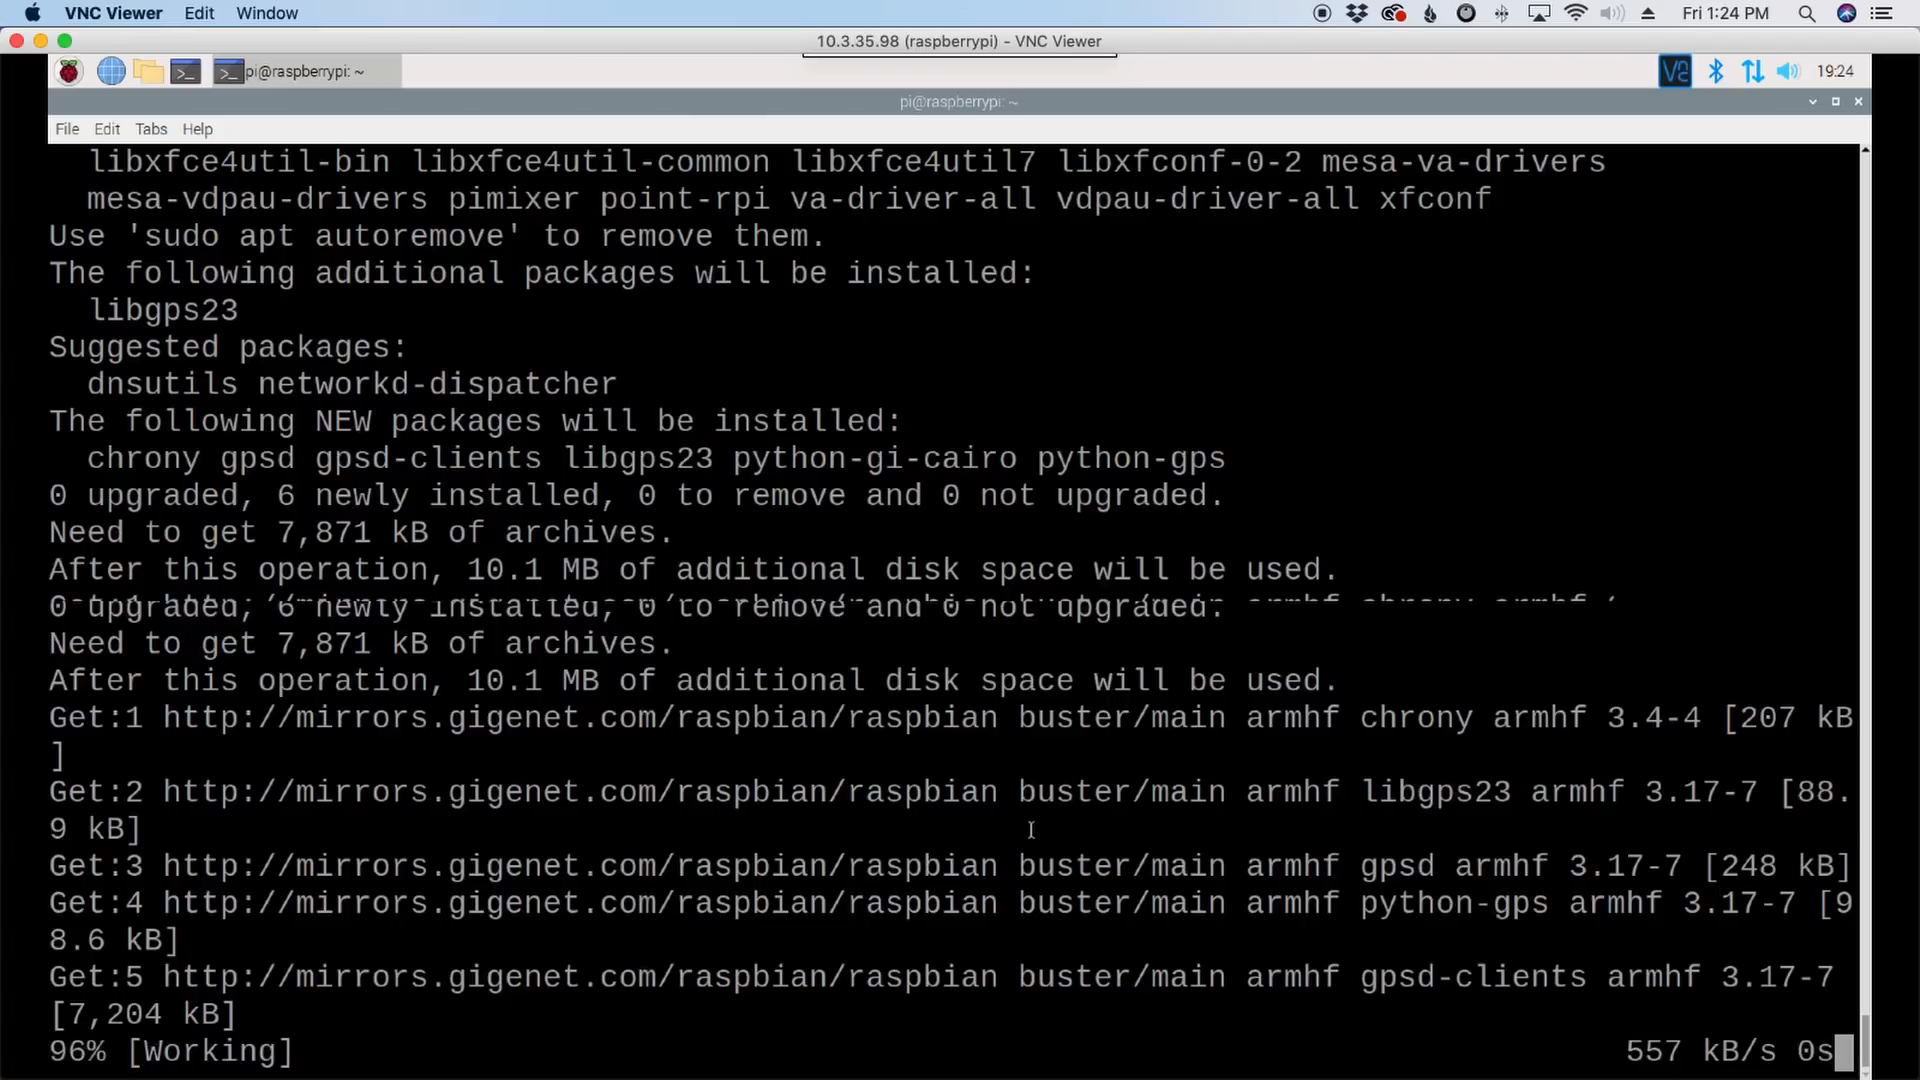 VNC Viewer Edit Window Fri 1:24 PM
10.3.35.98 (raspberrypi) - VNC Viewer
pi@raspberrypi: ~ V2 19:24
pi@raspberrypi: ~
File Edit Tabs Help
libxfce4util-bin libxfce4util-common libxfce4util7 libxfconf-0-2 mesa-va-drivers
mesa-vdpau-drivers pimixer point-rpi va-driver-all vdpau-driver-all xfconf
Use 'sudo apt autoremove' to remove them.
The following additional packages will be installed:
libgps23
Suggested packages:
dnsutils networkd-dispatcher
The following NEW packages will be installed:
chrony gpsd gpsd-clients libgps23 python-gi-cairo python-gps
0 upgraded, 6 newly installed, 0 to remove and 0 not upgraded.
Need to get 7,871 kB of archives.
After this operation, 10.1 MB of additional disk space will be used.
0 upgraded, 6 newly installed, 0 to remove and 0 not upgraded.
Need to get 7,871 kB of archives.
After this operation, 10.1 MB of additional disk space will be used.
Get:1 http://mirrors.gigenet.com/raspbian/raspbian buster/main armhf chrony armhf 3.4-4 [207 kB
]
Get:2 http://mirrors.gigenet.com/raspbian/raspbian buster/main armhf libgps23 armhf 3.17-7 [88.
9 kB]
Get:3 http://mirrors.gigenet.com/raspbian/raspbian buster/main armhf gpsd armhf 3.17-7 [248 kB]
Get:4 http://mirrors.gigenet.com/raspbian/raspbian buster/main armhf python-gps armhf 3.17-7 [9
8.6 kB]
Get:5 http://mirrors.gigenet.com/raspbian/raspbian buster/main armhf gpsd-clients armhf 3.17-7
[7,204 kB]
96% [Working] 557 kB/s 0s